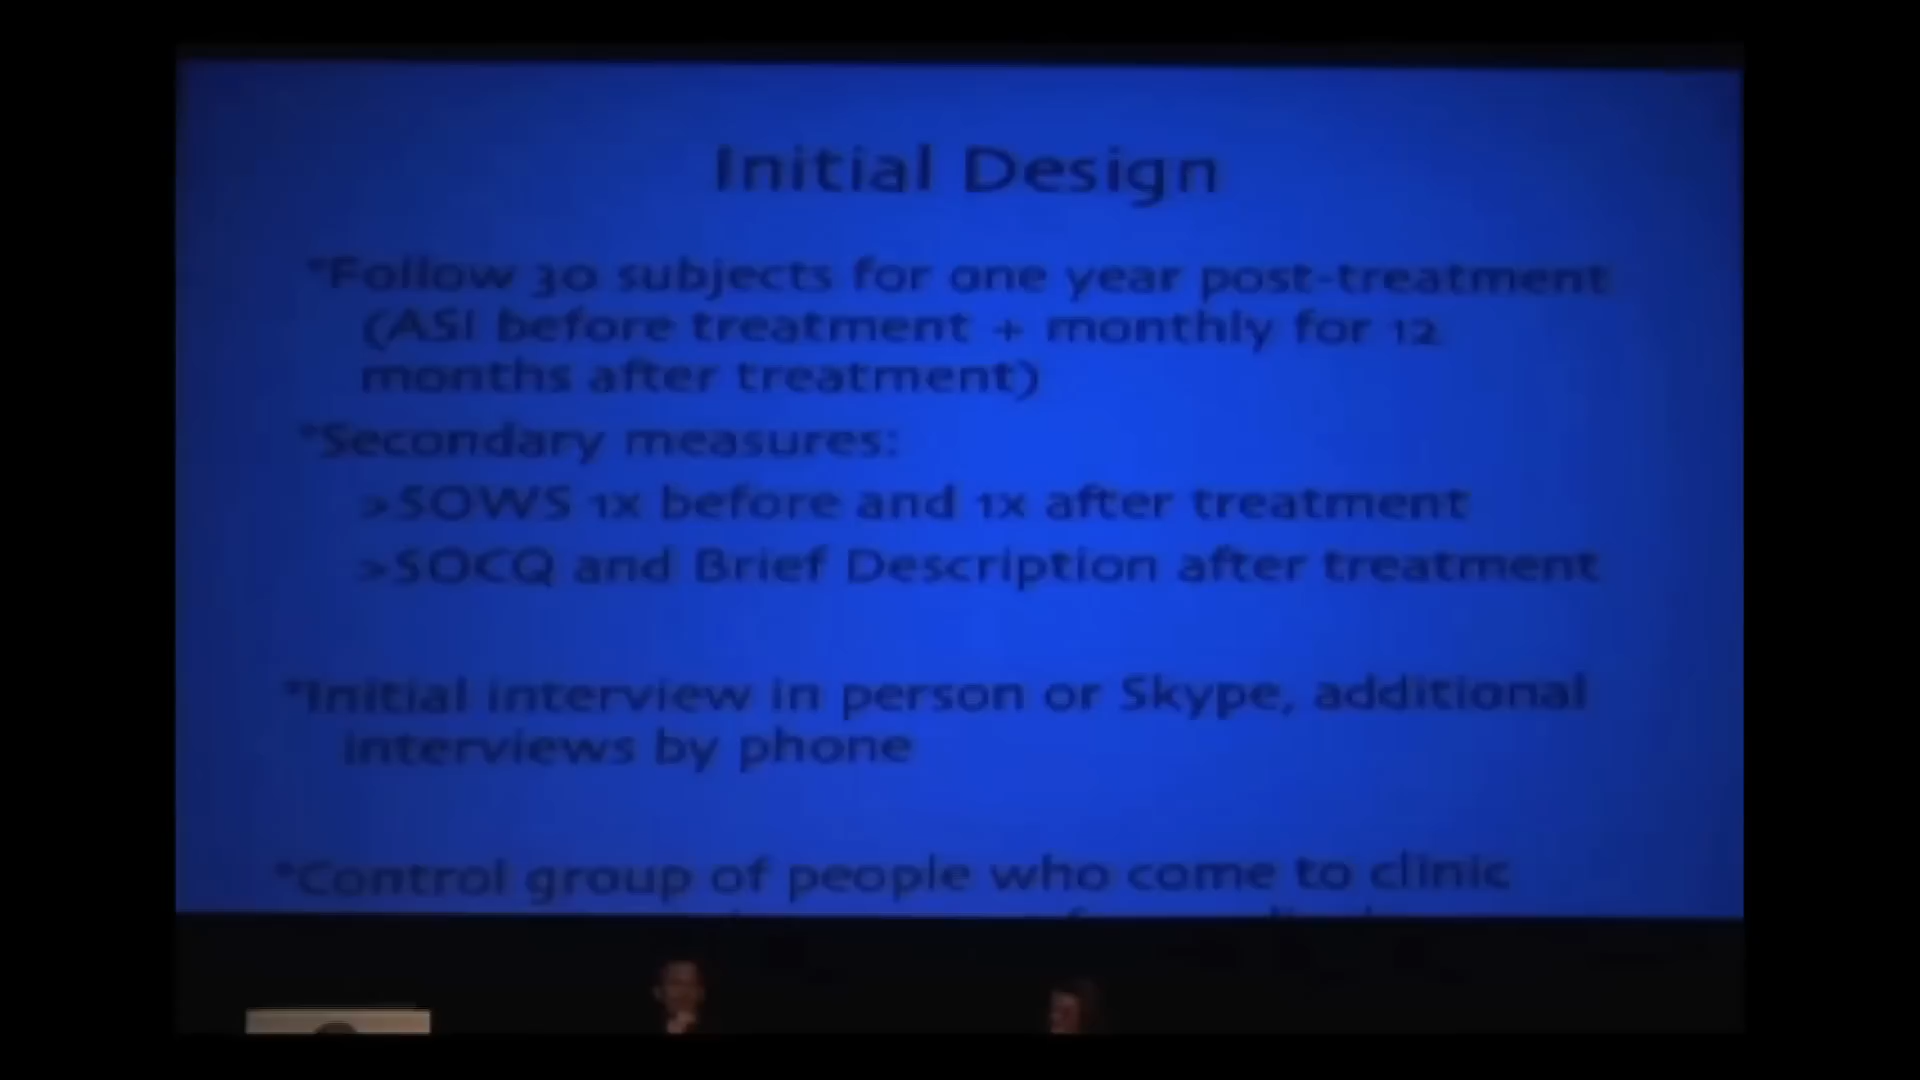 Initial Design
*Follow 30 subjects for one year post-treatment
(ASI before treatment + monthly for 12
months after treatment)
*Secondary measures:
>SOWS 1x before and 1x after treatment
>SOCQ and Brief Description after treatment
*Initial interview in person or Skype, additional
interviews by phone
*Control group of people who come to clinic